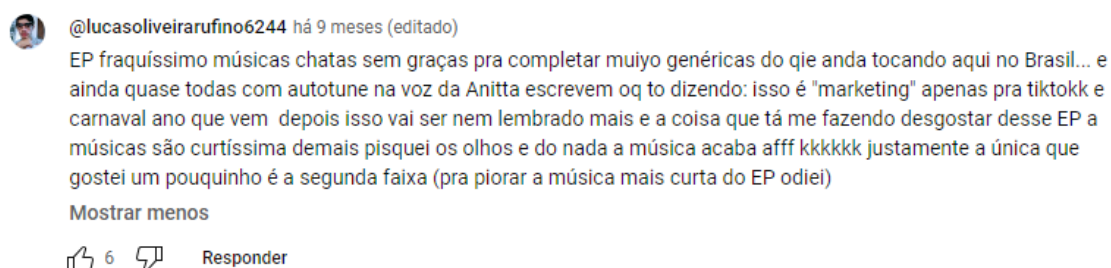 @lucasoliveirarufino6244 há 9 meses (editado)
EP fraquíssimo músicas chatas sem graças pra completar muiyo genéricas do qie anda tocando aqui no Brasil... e
ainda quase todas com autotune na voz da Anitta escrevem oq to dizendo: isso é "marketing" apenas pra tiktokk e
carnaval ano que vem  depois isso vai ser nem lembrado mais e a coisa que tá me fazendo desgostar desse EP a
músicas são curtíssima demais pisquei os olhos e do nada a música acaba afff kkkkkk justamente a única que
gostei um pouquinho é a segunda faixa (pra piorar a música mais curta do EP odiei)
Mostrar menos
6 Responder